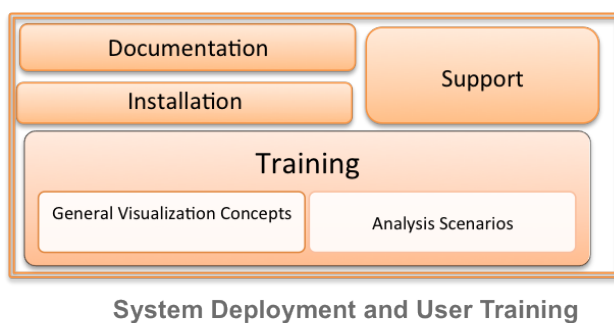 Documentation
Support
Installation
Training
General Visualization Concepts
Analysis Scenarios
System Deployment and User Training